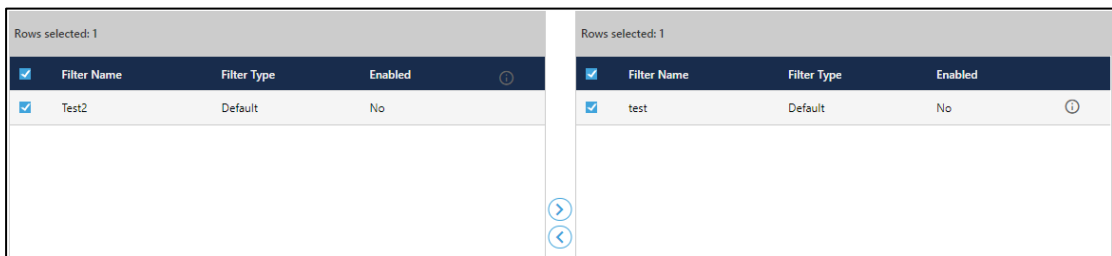 Rows selected: 1
Filter Name Filter Type Enabled
Test2 Default No
Rows selected: 1
Filter Name Filter Type Enabled
test Default No